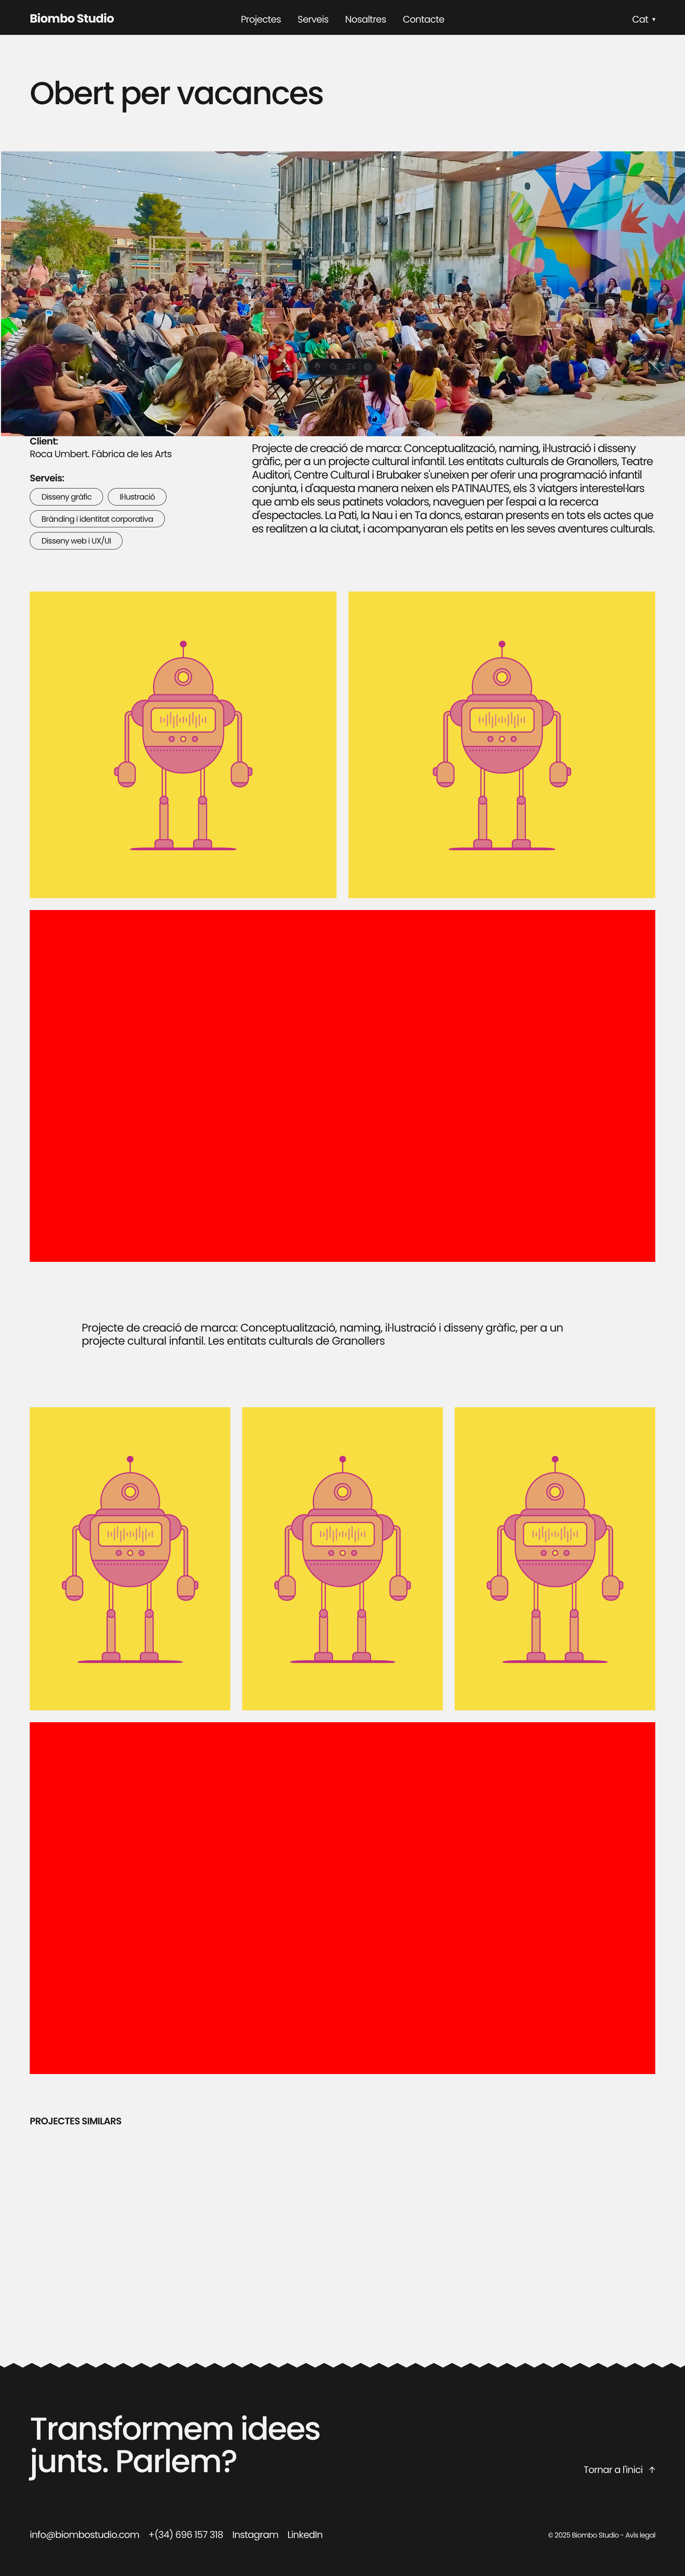 Biombo Studio
Projectes Serveis Nosaltres Contacte
Cat ▾
Obert per vacances
Client:
Roca Umbert. Fàbrica de les Arts
Serveis:
Disseny gràfic
Il·lustració
Brànding i identitat corporativa
Disseny web i UX/UI
Projecte de creació de marca: Conceptualització, naming, il·lustració i disseny
gràfic, per a un projecte cultural infantil. Les entitats culturals de Granollers, Teatre
Auditori, Centre Cultural i Brubaker s'uneixen per oferir una programació infantil
conjunta, i d'aquesta manera neixen els PATINAUTES, els 3 viatgers interestel·lars
que amb els seus patinets voladors, naveguen per l'espai a la recerca
d'espectacles. La Pati, la Nau i en Ta doncs, estaran presents en tots els actes que
es realitzen a la ciutat, i acompanyaran els petits en les seves aventures culturals.
Projecte de creació de marca: Conceptualització, naming, il·lustració i disseny gràfic, per a un
projecte cultural infantil. Les entitats culturals de Granollers
PROJECTES SIMILARS
Transformem idees
junts. Parlem?
Tornar a l'inici ↑
info@biombostudio.com +(34) 696 157 318 Instagram LinkedIn
© 2025 Biombo Studio - Avís legal